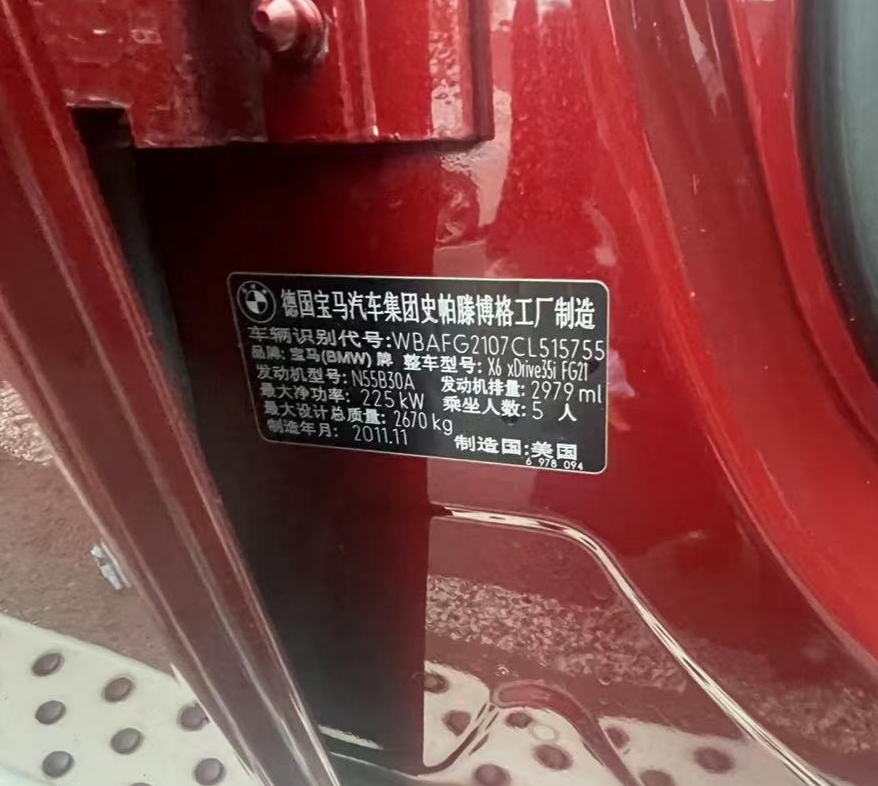 德国宝马汽车集团史帕滕博格工厂制造
车辆识别代号:WBAFG2107CL515755
品牌:宝马(BMW)牌 整车型号:X6 xDrive35i FG21
发动机型号:N55B30A 发动机排量:2979 ml
最大净功率:225 kW 乘坐人数:5 人
最大设计总质量:2670 kg
制造年月:2011.11 制造国:美国
6 978 094